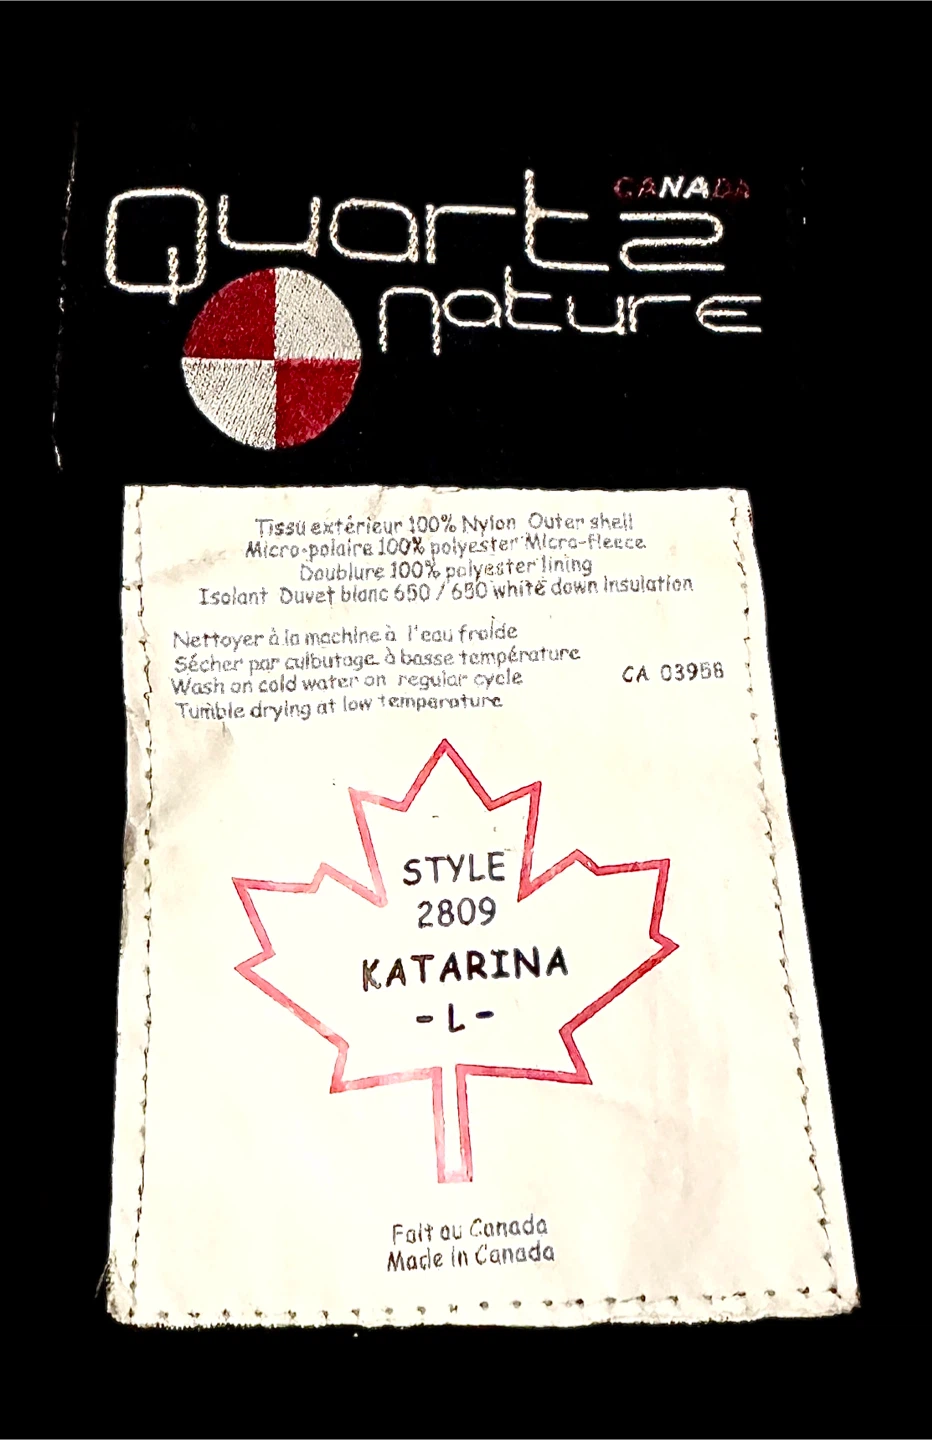 CANADA
Quartz
nature
Tissu extérieur 100% Nylon Outer shell
Micro-polaire 100% polyester Micro-fleece
Doublure 100% polyester lining
Isolant Duvet blanc 650 / 650 white down insulation
Nettoyer à la machine à l'eau froide
Sécher par culbutage à basse température
Wash on cold water on regular cycle
Tumble drying at low temperature
CA 03958
STYLE
2809
KATARINA
- L -
Fait au Canada
Made in Canada